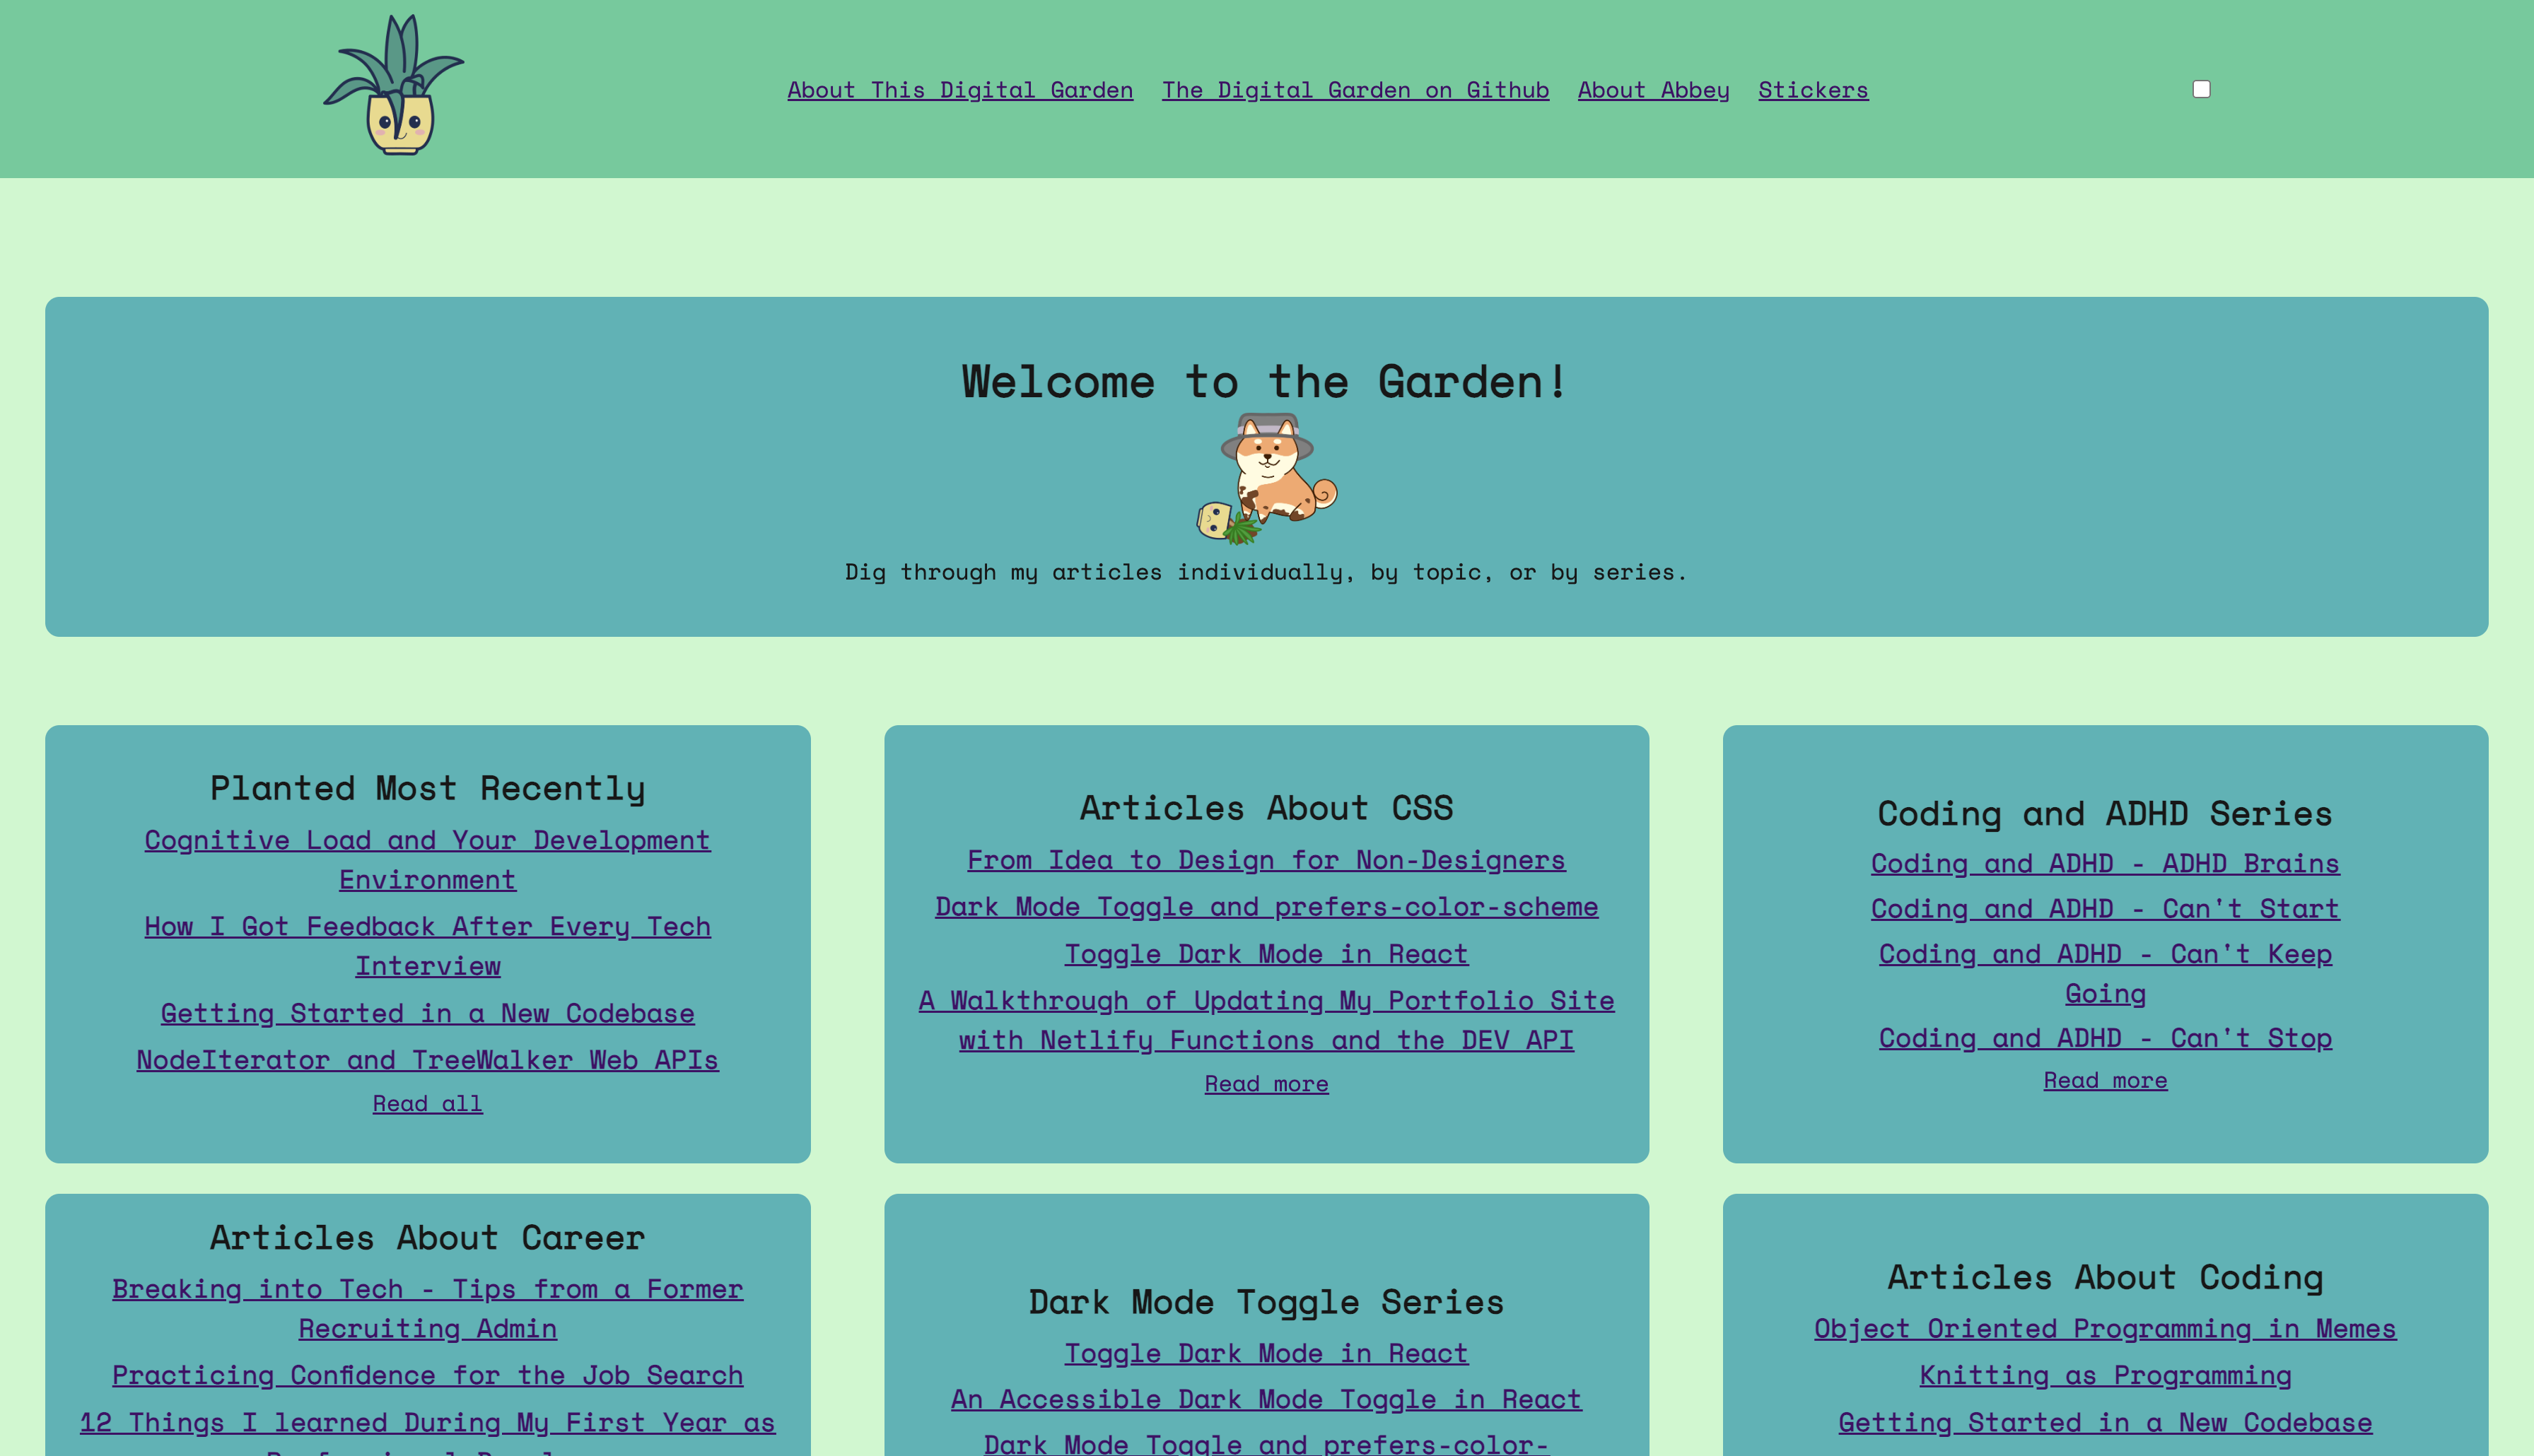 About This Digital Garden The Digital Garden on Github About Abbey Stickers
Welcome to the Garden!
Dig through my articles individually, by topic, or by series.
Planted Most Recently
Cognitive Load and Your Development
Environment
How I Got Feedback After Every Tech
Interview
Getting Started in a New Codebase
NodeIterator and TreeWalker Web APIs
Read all
Articles About CSS
From Idea to Design for Non-Designers
Dark Mode Toggle and prefers-color-scheme
Toggle Dark Mode in React
A Walkthrough of Updating My Portfolio Site
with Netlify Functions and the DEV API
Read more
Coding and ADHD Series
Coding and ADHD - ADHD Brains
Coding and ADHD - Can't Start
Coding and ADHD - Can't Keep
Going
Coding and ADHD - Can't Stop
Read more
Articles About Career
Breaking into Tech - Tips from a Former
Recruiting Admin
Practicing Confidence for the Job Search
12 Things I learned During My First Year as
Dark Mode Toggle Series
Toggle Dark Mode in React
An Accessible Dark Mode Toggle in React
Dark Mode Toggle and prefers-color-
Articles About Coding
Object Oriented Programming in Memes
Knitting as Programming
Getting Started in a New Codebase